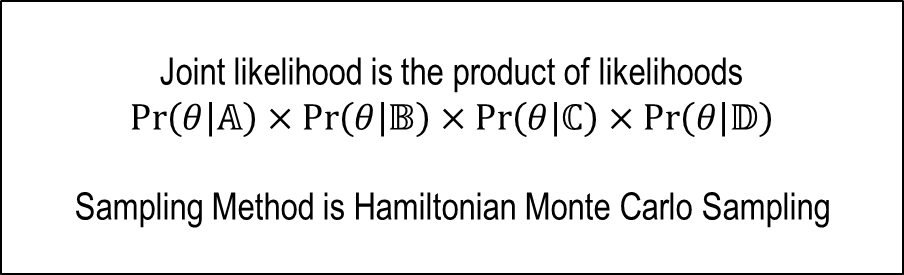 Joint likelihood is the product of likelihoods
Pr(θ|𝔸) × Pr(θ|𝔹) × Pr(θ|ℂ) × Pr(θ|𝔻)
Sampling Method is Hamiltonian Monte Carlo Sampling